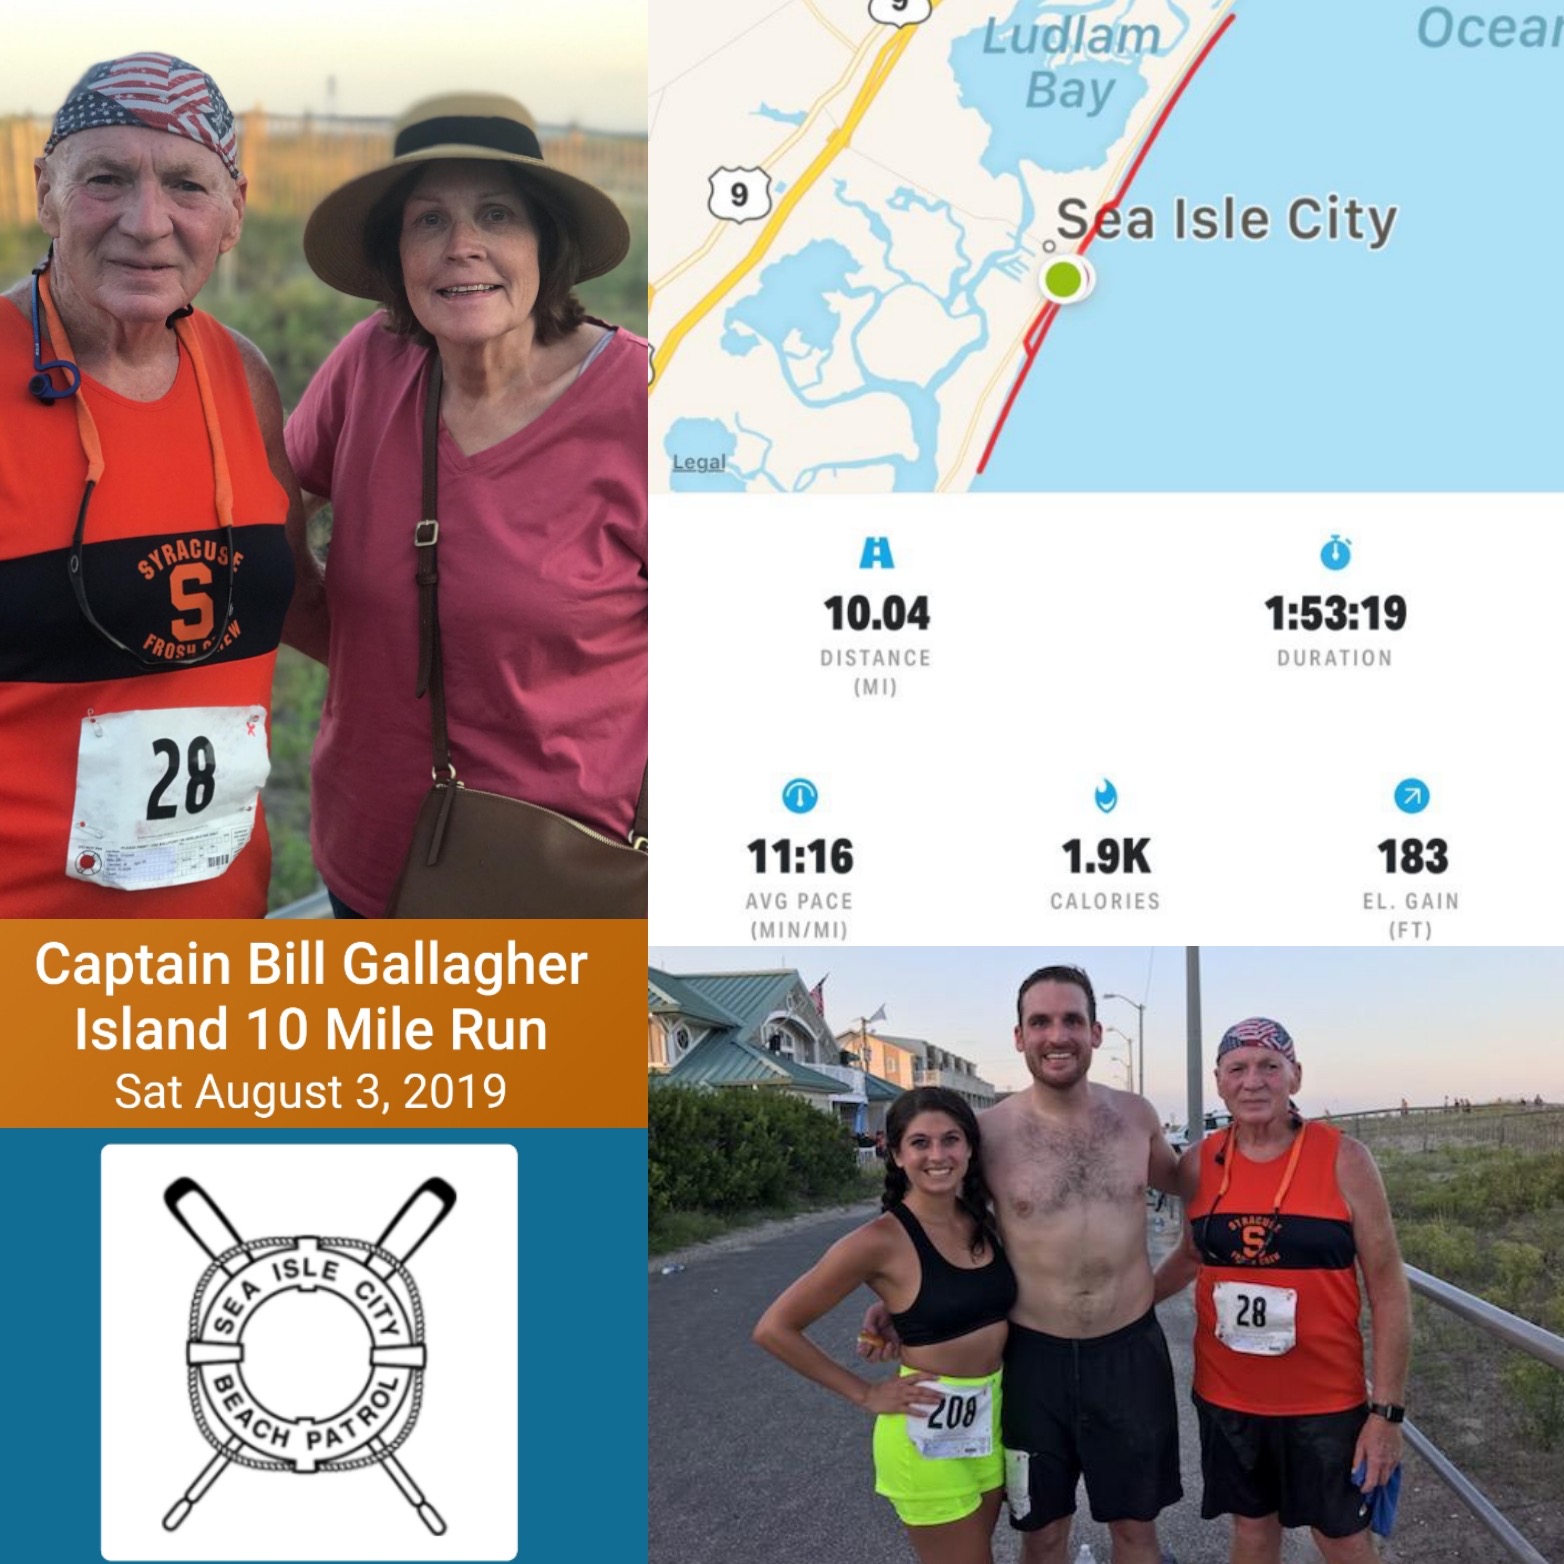 SYRACUSE
S
FROSH CREW
28
Captain Bill Gallagher
Island 10 Mile Run
Sat August 3, 2019
SEA ISLE CITY
BEACH PATROL
9
Ludlam
Bay
Ocean
9
Sea Isle City
Legal
10.04
DISTANCE
(MI)
1:53:19
DURATION
11:16
AVG PACE
(MIN/MI)
1.9K
CALORIES
183
EL. GAIN
(FT)
SYRACUSE
S
FROSH CREW
28
208